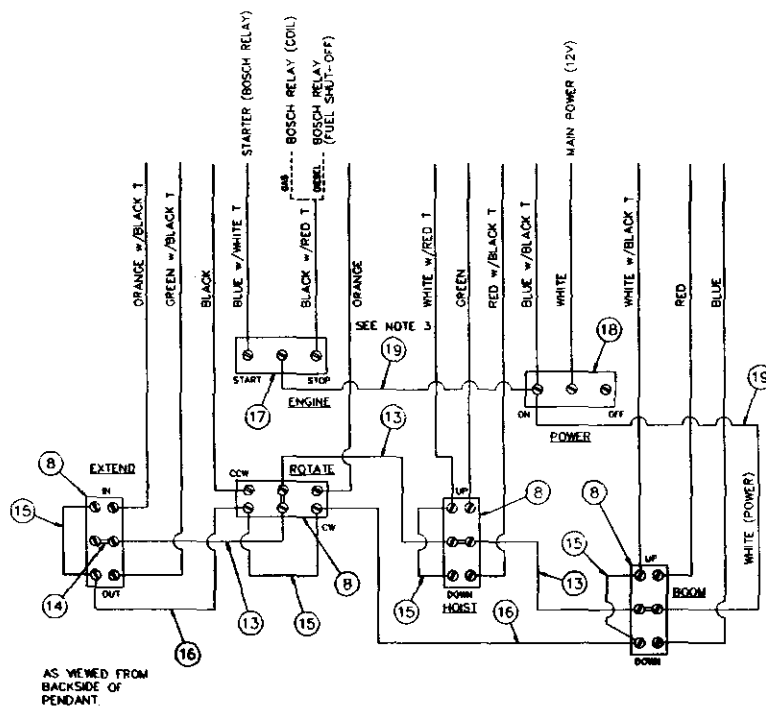 STARTER (BOSCH RELAY)
BOSCH RELAY (COIL)
BOSCH RELAY
(FUEL SHUT-OFF)
MAIN POWER (12V)
GAS
DIESEL
ORANGE w/BLACK T
GREEN w/BLACK T
BLACK
BLUE w/WHITE T
BLACK w/RED T
ORANGE
WHITE w/RED T
GREEN
RED w/BLACK T
BLUE w/BLACK T
WHITE
WHITE w/BLACK T
RED
BLUE
SEE NOTE 3
18
19
START
STOP
17
ENGINE
ON
OFF
POWER
19
13
8
EXTEND
IN
CCW
ROTATE
UP
8
8
15
CW
15
UP
WHITE (POWER)
14
OUT
13
15
8
15
DOWN
HOIST
13
BOOM
16
16
DOWN
AS VIEWED FROM
BACKSIDE OF
PENDANT.